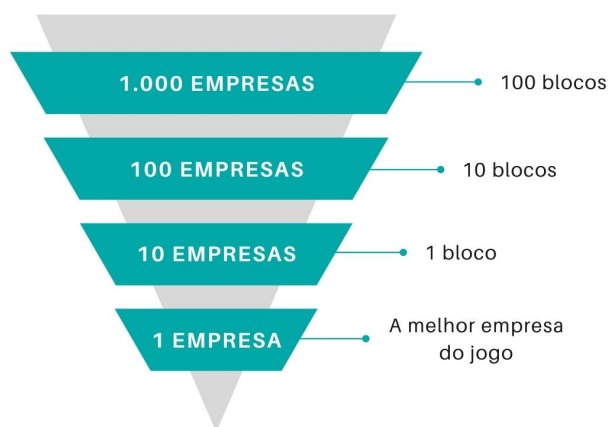 1.000 EMPRESAS
100 blocos
100 EMPRESAS
10 blocos
10 EMPRESAS
1 bloco
1 EMPRESA
A melhor empresa
do jogo